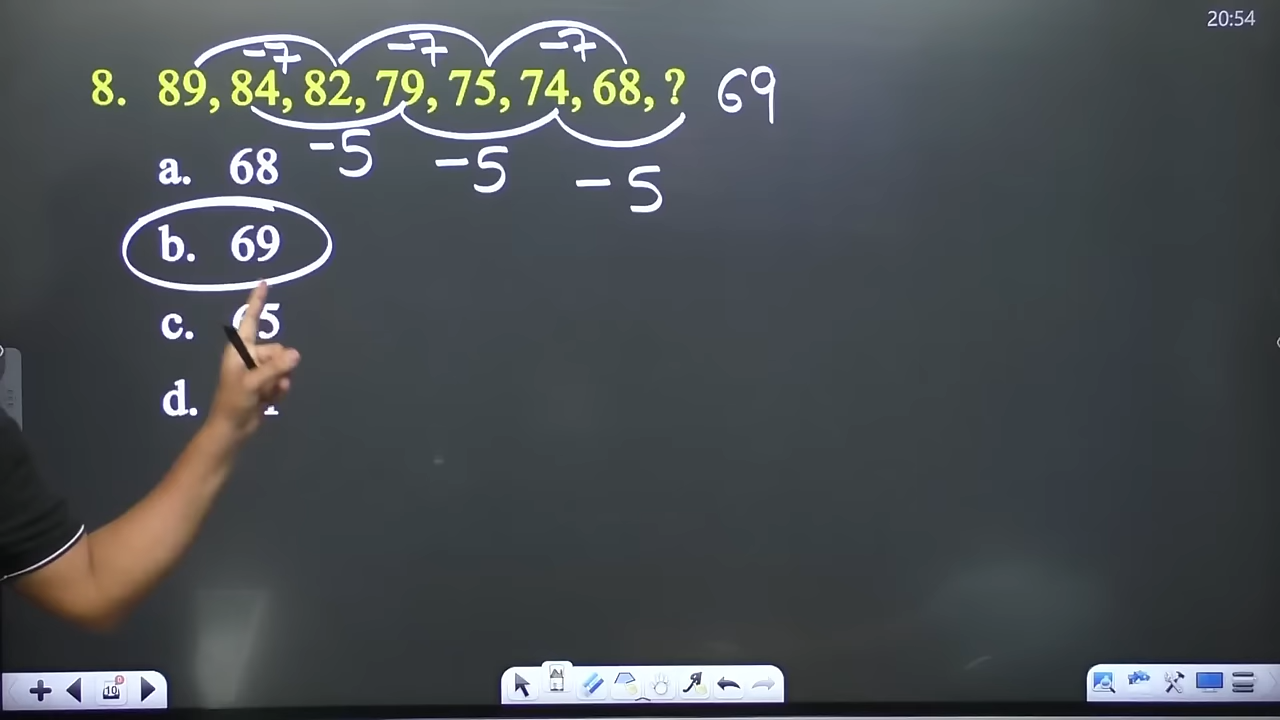 20:54
-7 -7 -7
8. 89, 84, 82, 79, 75, 74, 68, ? 69
-5 -5 -5
a. 68
b. 69
c.
d.
10